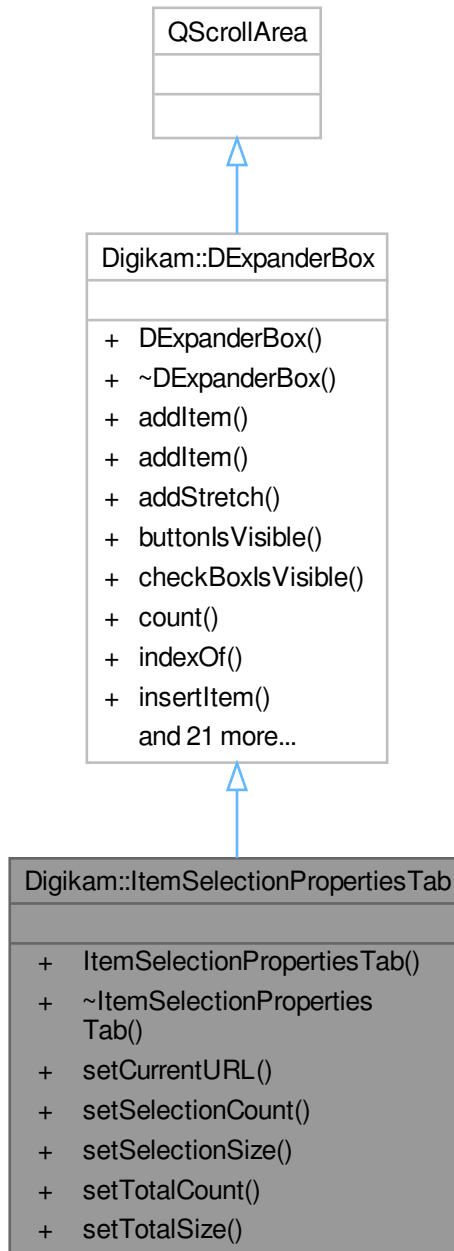 QScrollArea
Digikam::DExpanderBox
+ DExpanderBox()
+ ~DExpanderBox()
+ addItem()
+ addItem()
+ addStretch()
+ buttonIsVisible()
+ checkBoxIsVisible()
+ count()
+ indexOf()
+ insertItem()
and 21 more...
Digikam::ItemSelectionPropertiesTab
+ ItemSelectionPropertiesTab()
+ ~ItemSelectionProperties
Tab()
+ setCurrentURL()
+ setSelectionCount()
+ setSelectionSize()
+ setTotalCount()
+ setTotalSize()